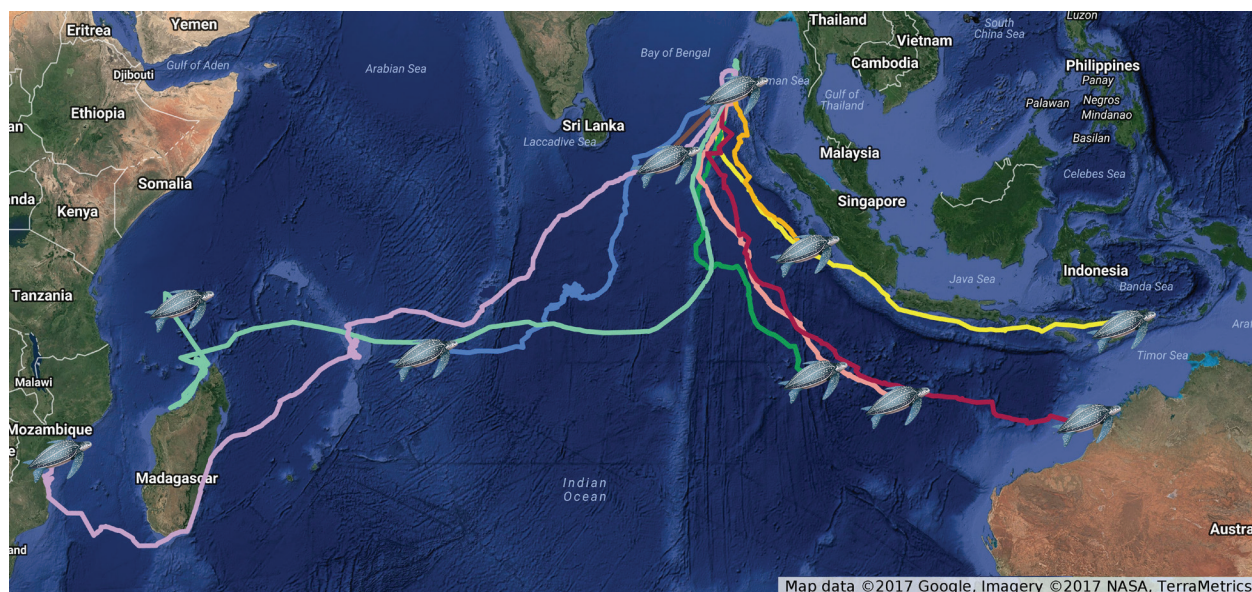 Eritrea
Yemen
Gulf of Aden
Djibouti
Arabian Sea
Ethiopia
Somalia
Kenya
Tanzania
Malawi
Mozambique
Madagascar
Bay of Bengal
Sri Lanka
Laccadive Sea
Thailand
Vietnam
Cambodia
Gulf of
Thailand
South
China Sea
Luzon
Philippines
Panay
Palawan
Negros
Mindanao
Basilan
Malaysia
Singapore
Celebes Sea
Indonesia
Java Sea
Banda Sea
Timor Sea
Indian
Ocean
Map data ©2017 Google, Imagery ©2017 NASA, TerraMetrics